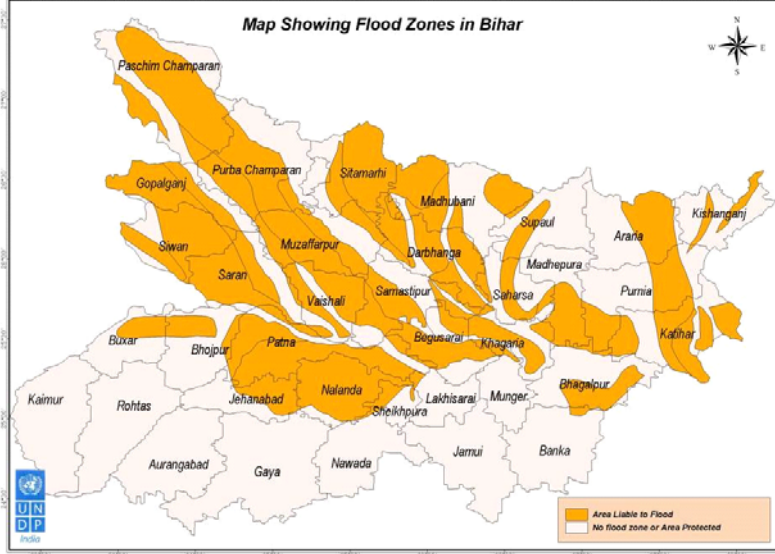 Map Showing Flood Zones in Bihar
N
W
E
S
Paschim Champaran
Purba Champaran
Sitamarhi
Gopalganj
Madhubani
Kishanganj
Supaul
Araria
Siwan
Muzaffarpur
Darbhanga
Madhepura
Saran
Vaishali
Samastipur
Saharsa
Purnia
Buxar
Bhojpur
Patna
Begusarai
Khagaria
Katihar
Kaimur
Rohtas
Jehanabad
Nalanda
Sheikhpura
Lakhisarai
Munger
Bhagalpur
Aurangabad
Gaya
Nawada
Jamui
Banka
UN
DP
India
Area Liable to Flood
No flood zone or Area Protected